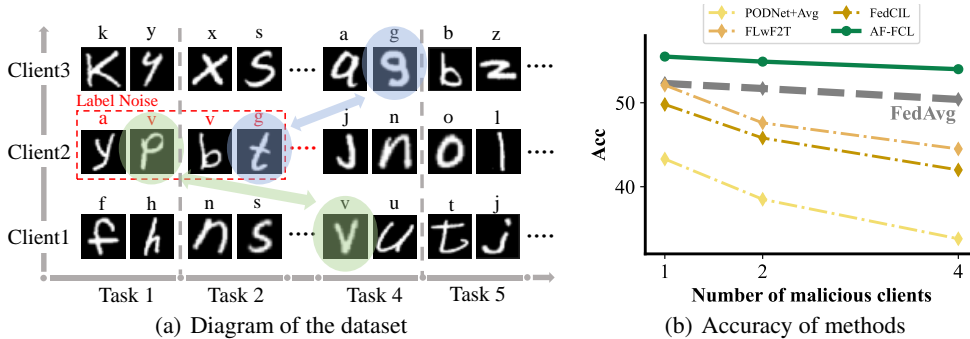 k y x s a g b z
Client3 K y x S .... a g b z ....
Label Noise
a v v g j n o l
Client2 y p b t .... J n o l ....
f h n s v u t j
Client1 f h n s .... V u t j ....
Task 1 Task 2 Task 4 Task 5
(a) Diagram of the dataset
PODNet+Avg FedCIL
FLwF2T AF-FCL
50
FedAvg
Acc
40
1 2 4
Number of malicious clients
(b) Accuracy of methods